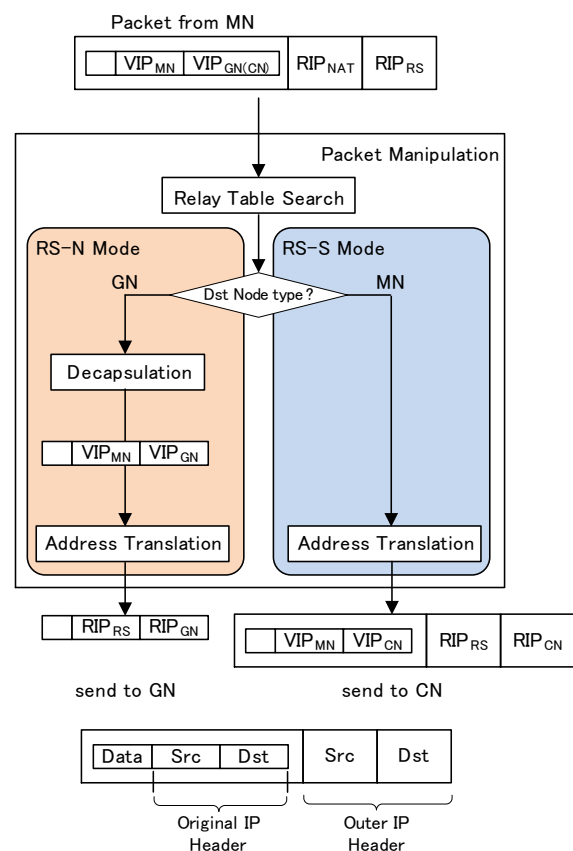 Packet from MN
VIPMN VIPGN(CN) RIPNAT RIPRS
Packet Manipulation
Relay Table Search
RS-N Mode RS-S Mode
GN Dst Node type? MN
Decapsulation
VIPMN VIPGN
Address Translation Address Translation
RIPRS RIPGN VIPMN VIPCN RIPRS RIPCN
send to GN send to CN
Data Src Dst Src Dst
Original IP Outer IP
Header Header